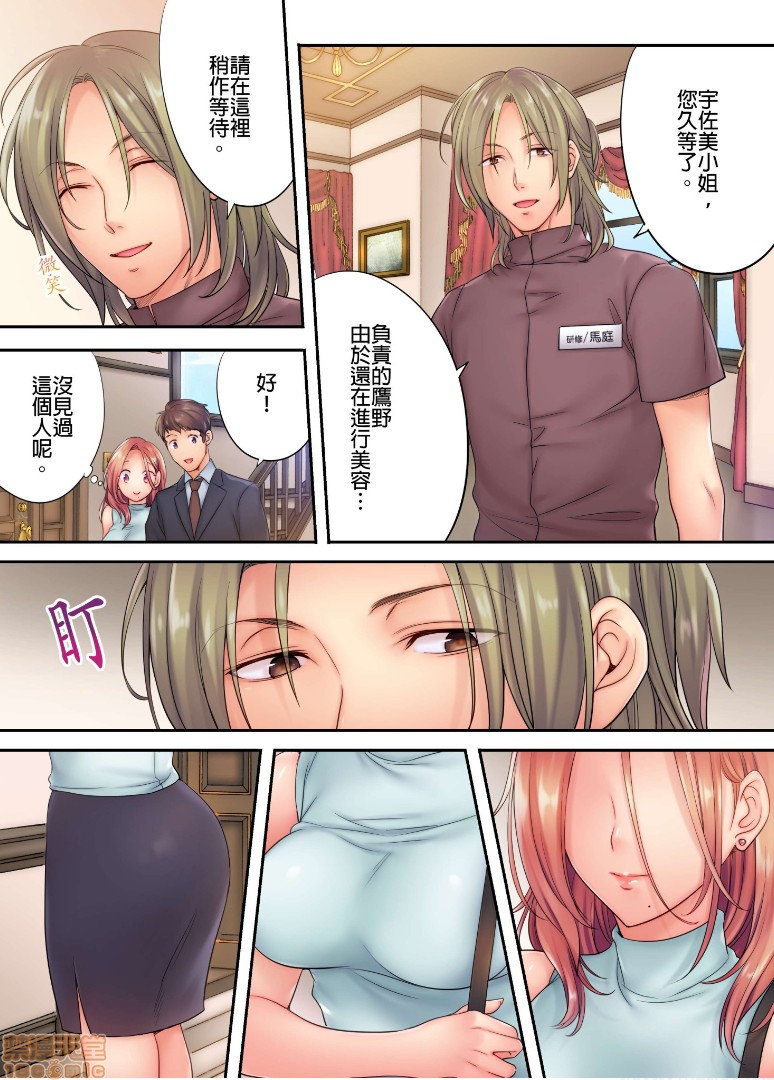 宇佐美小姐，
您久等了。
研修/馬庭
負責的鷹野
由於還在進行美容…
請在這裡
稍作等待。
微笑
好！
沒見過
這個人呢。
盯